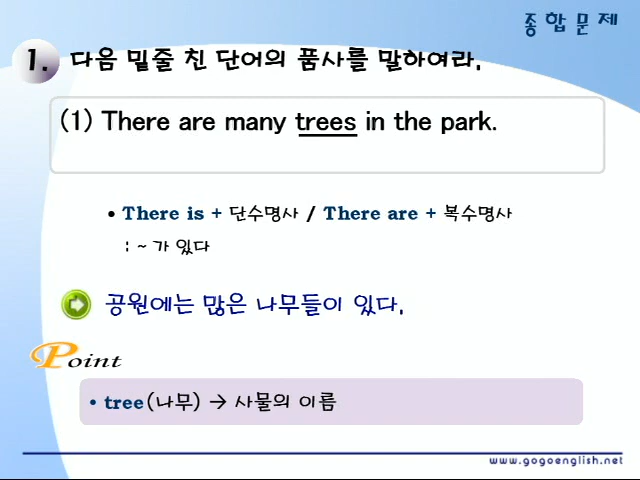 종합문제
1. 다음 밑줄 친 단어의 품사를 말하여라.
(1) There are many trees in the park.
• There is + 단수명사 / There are + 복수명사
: ~ 가 있다
공원에는 많은 나무들이 있다.
Point
• tree(나무) → 사물의 이름
www.gogoenglish.net